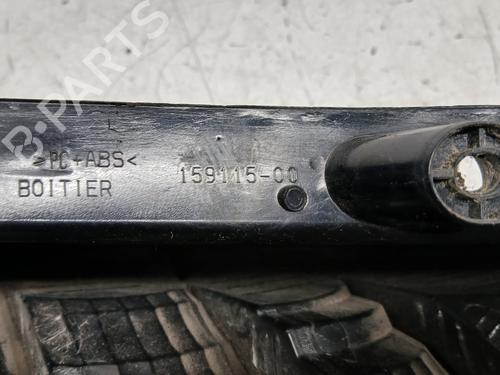 >PC+ABS<
BOITIER
159115-00
B-PARTS